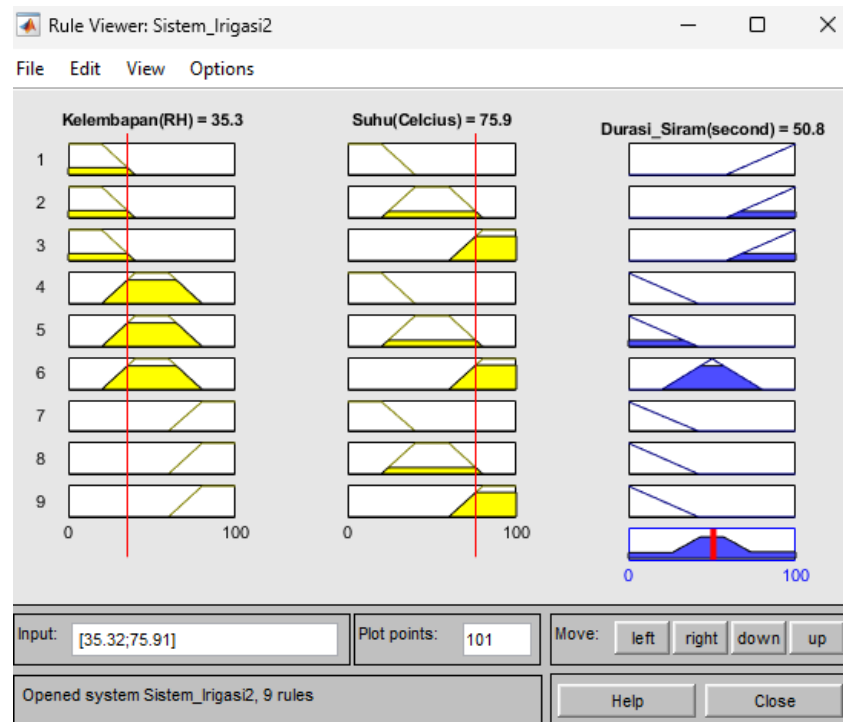 Rule Viewer: Sistem_Irigasi2
File Edit View Options
Kelembapan(RH) = 35.3
Suhu(Celcius) = 75.9
Durasi_Siram(second) = 50.8
1
2
3
4
5
6
7
8
9
0 100
0 100
0 100
Input: [35.32;75.91]
Plot points: 101
Move: left right down up
Opened system Sistem_Irigasi2, 9 rules
Help Close